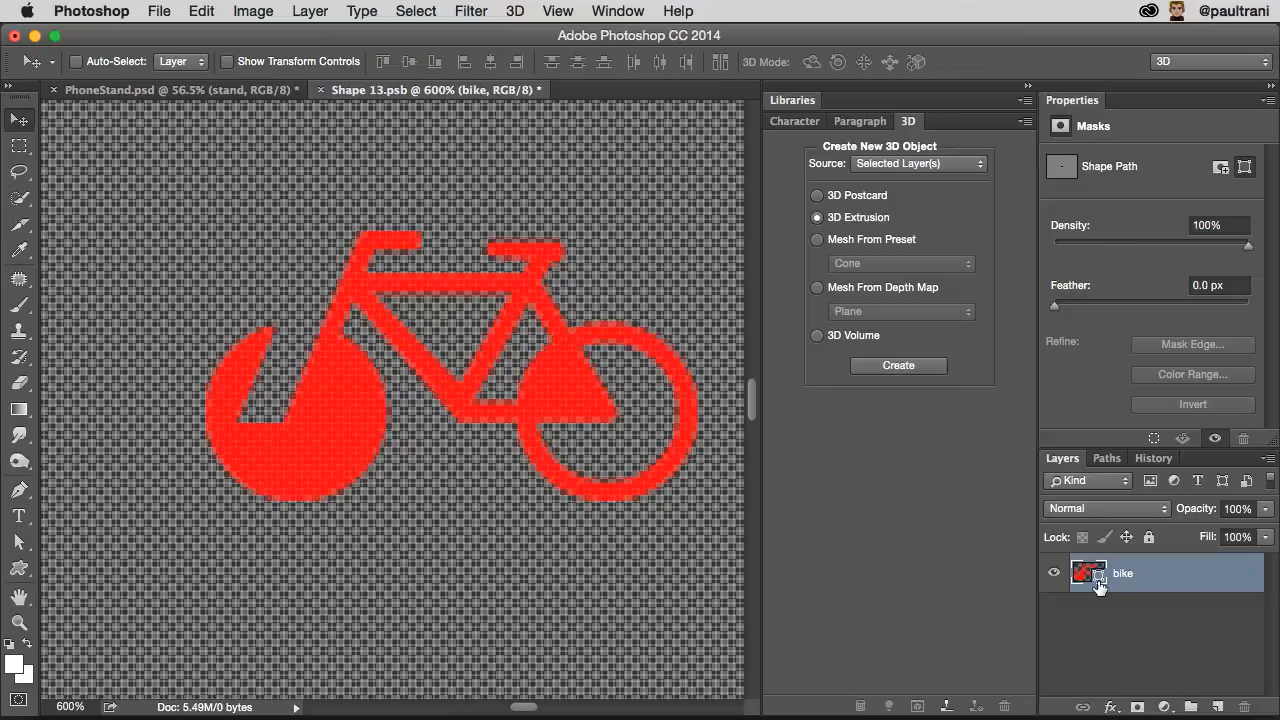 Photoshop File Edit Image Layer Type Select Filter 3D View Window Help @paultrani
Adobe Photoshop CC 2014
Auto-Select: Layer Show Transform Controls 3D Mode: 3D
PhoneStand.psd @ 56.5% (stand, RGB/8) * Shape 13.psb @ 600% (bike, RGB/8) *
Libraries
Character Paragraph 3D
Create New 3D Object
Source: Selected Layer(s)
3D Postcard
3D Extrusion
Mesh From Preset
Cone
Mesh From Depth Map
Plane
3D Volume
Create
Properties
Masks
Shape Path
Density: 100%
Feather: 0.0 px
Refine: Mask Edge...
Color Range...
Invert
Layers Paths History
Kind
Normal Opacity: 100%
Lock: Fill: 100%
bike
600% Doc: 5.49M/0 bytes